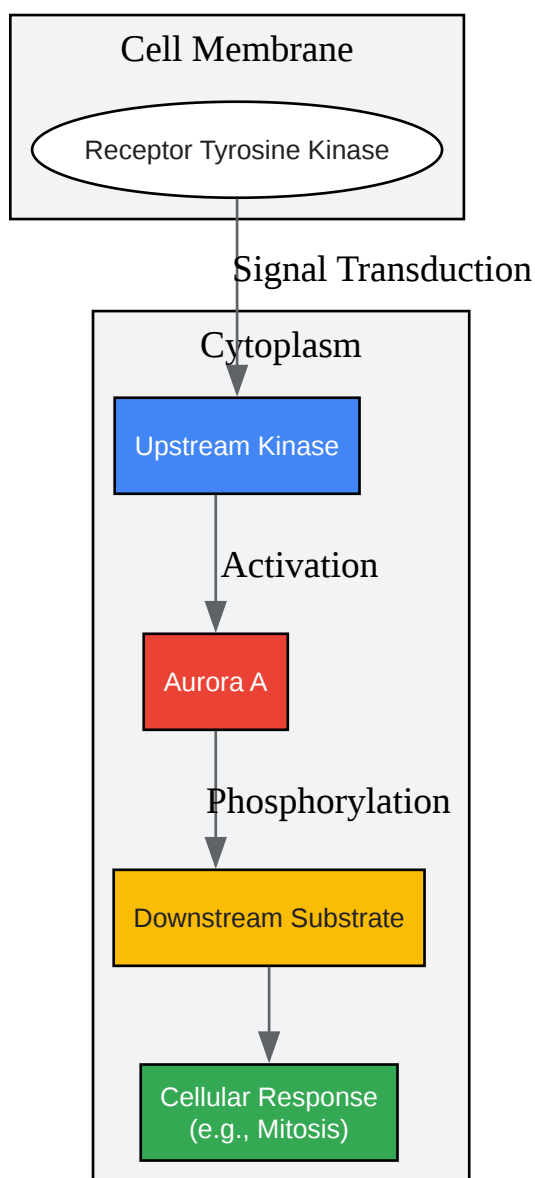 Cell Membrane
Receptor Tyrosine Kinase
Signal Transduction
Cytoplasm
Upstream Kinase
Activation
Aurora A
Phosphorylation
Downstream Substrate
Cellular Response
(e.g., Mitosis)